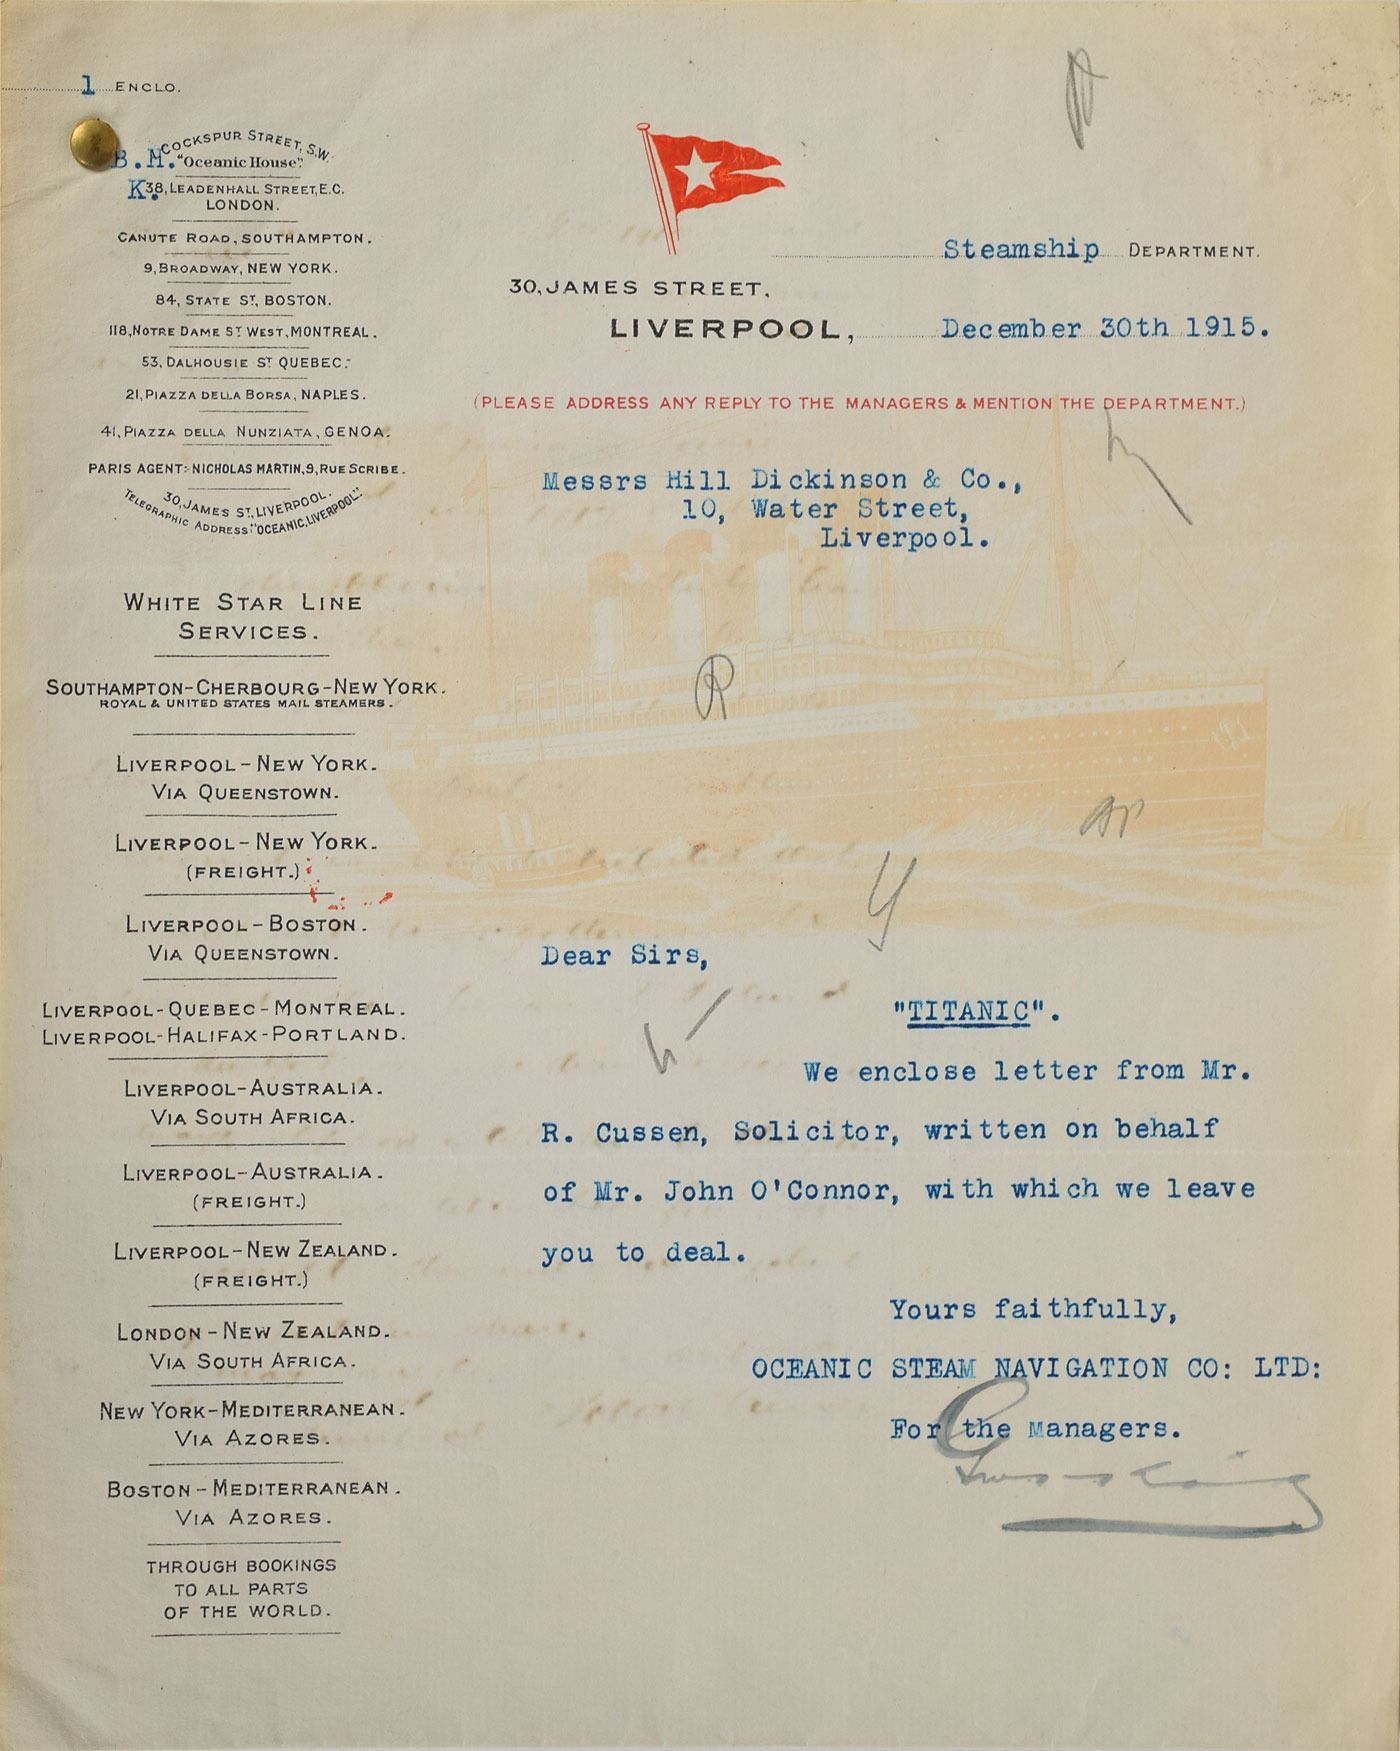 1 ENCLO.
COCKSPUR STREET, S.W.
B.M. "Oceanic House"
K. 38, LEADENHALL STREET, E.C.
LONDON.
CANUTE ROAD, SOUTHAMPTON.
9, BROADWAY, NEW YORK.
84, STATE ST, BOSTON.
118, NOTRE DAME ST WEST, MONTREAL.
53, DALHOUSIE ST QUEBEC.
21, PIAZZA DELLA BORSA, NAPLES.
41, PIAZZA DELLA NUNZIATA, GENOA.
PARIS AGENT:- NICHOLAS MARTIN, 9, RUE SCRIBE.
30, JAMES ST, LIVERPOOL.
TELEGRAPHIC ADDRESS: "OCEANIC, LIVERPOOL".
WHITE STAR LINE
SERVICES.
SOUTHAMPTON-CHERBOURG-NEW YORK.
ROYAL & UNITED STATES MAIL STEAMERS.
LIVERPOOL-NEW YORK.
VIA QUEENSTOWN.
LIVERPOOL-NEW YORK.
(FREIGHT.)
LIVERPOOL-BOSTON.
VIA QUEENSTOWN.
LIVERPOOL-QUEBEC-MONTREAL.
LIVERPOOL-HALIFAX-PORTLAND.
LIVERPOOL-AUSTRALIA.
VIA SOUTH AFRICA.
LIVERPOOL-AUSTRALIA.
(FREIGHT.)
LIVERPOOL-NEW ZEALAND.
(FREIGHT.)
LONDON-NEW ZEALAND.
VIA SOUTH AFRICA.
NEW YORK-MEDITERRANEAN.
VIA AZORES.
BOSTON-MEDITERRANEAN.
VIA AZORES.
THROUGH BOOKINGS
TO ALL PARTS
OF THE WORLD.
Steamship DEPARTMENT.
30, JAMES STREET,
LIVERPOOL, December 30th 1915.
(PLEASE ADDRESS ANY REPLY TO THE MANAGERS & MENTION THE DEPARTMENT.)
Messrs Hill Dickinson & Co.,
10, Water Street,
Liverpool.
Dear Sirs,
"TITANIC".
We enclose letter from Mr.
R. Cussen, Solicitor, written on behalf
of Mr. John O'Connor, with which we leave
you to deal.
Yours faithfully,
OCEANIC STEAM NAVIGATION CO: LTD:
For the Managers.